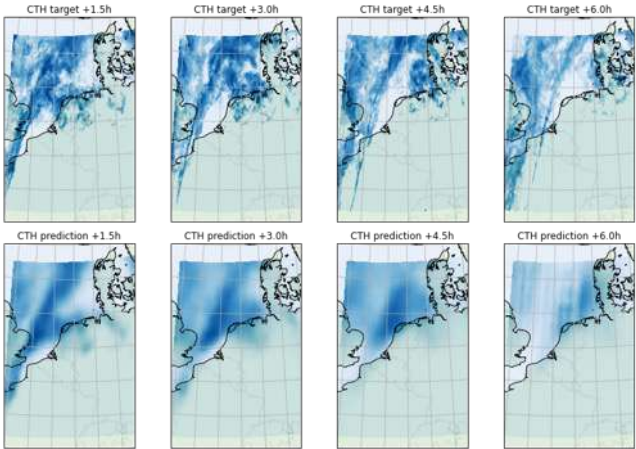 CTH target +1.5h
CTH target +3.0h
CTH target +4.5h
CTH target +6.0h
CTH prediction +1.5h
CTH prediction +3.0h
CTH prediction +4.5h
CTH prediction +6.0h